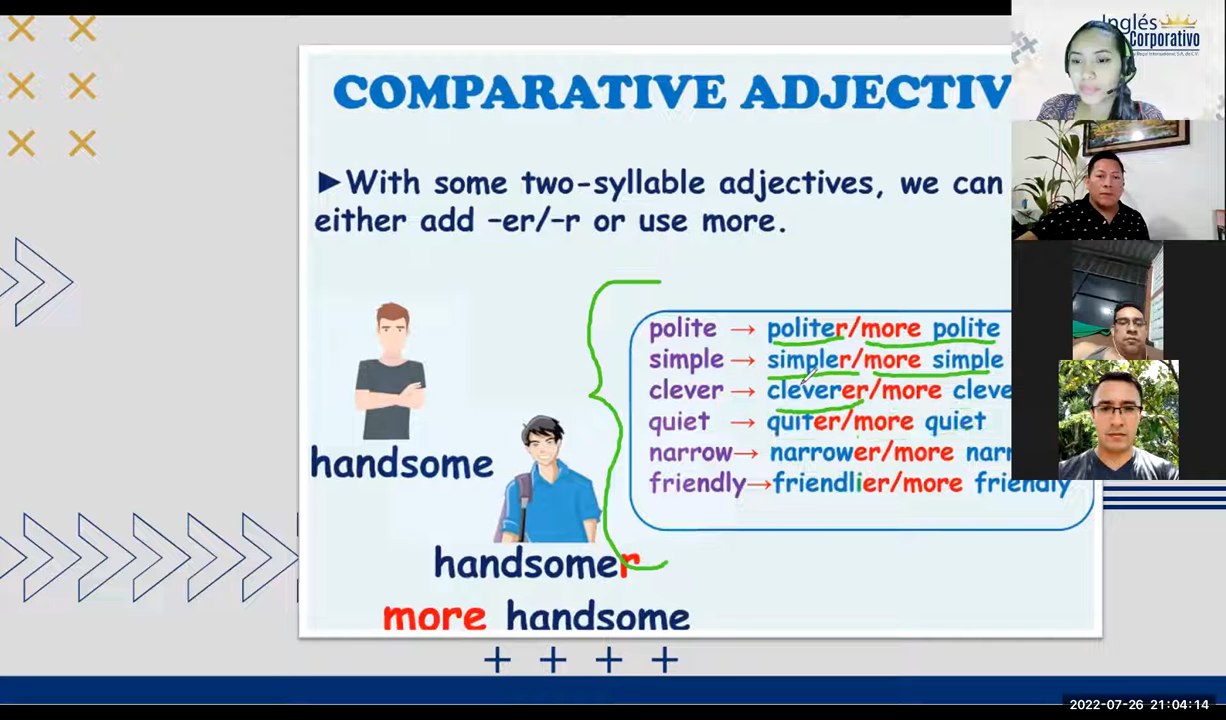 Inglés
Corporativo
COMPARATIVE ADJECTIV
►With some two-syllable adjectives, we can
either add –er/–r or use more.
polite → politer/more polite
simple → simpler/more simple
clever → cleverer/more cleve
quiet → quiter/more quiet
narrow→ narrower/more narr
friendly→friendlier/more friendly
handsome
handsomer
more handsome
2022-07-26 21:04:14